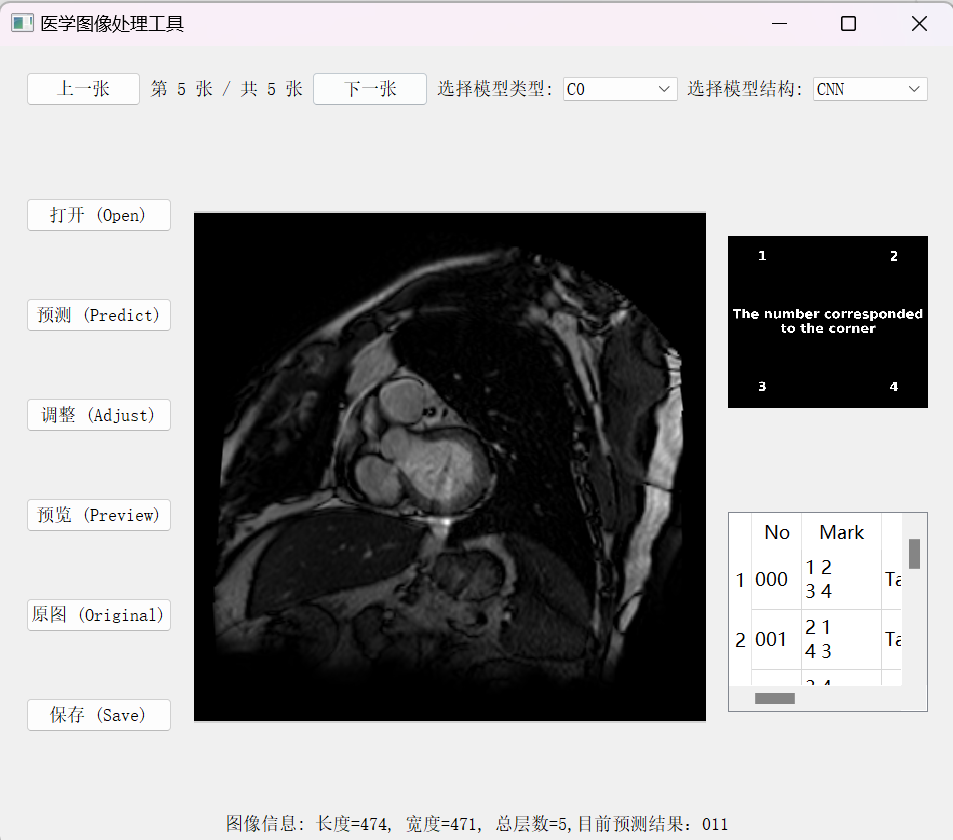 医学图像处理工具
上一张 第 5 张 / 共 5 张 下一张 选择模型类型: C0 选择模型结构: CNN
打开 (Open)
预测 (Predict)
调整 (Adjust)
预览 (Preview)
原图 (Original)
保存 (Save)
1 2
The number corresponded
to the corner
3 4
No Mark
1 000 1 2
3 4
Ta
2 001 2 1
4 3
Ta
图像信息: 长度=474, 宽度=471, 总层数=5,目前预测结果: 011